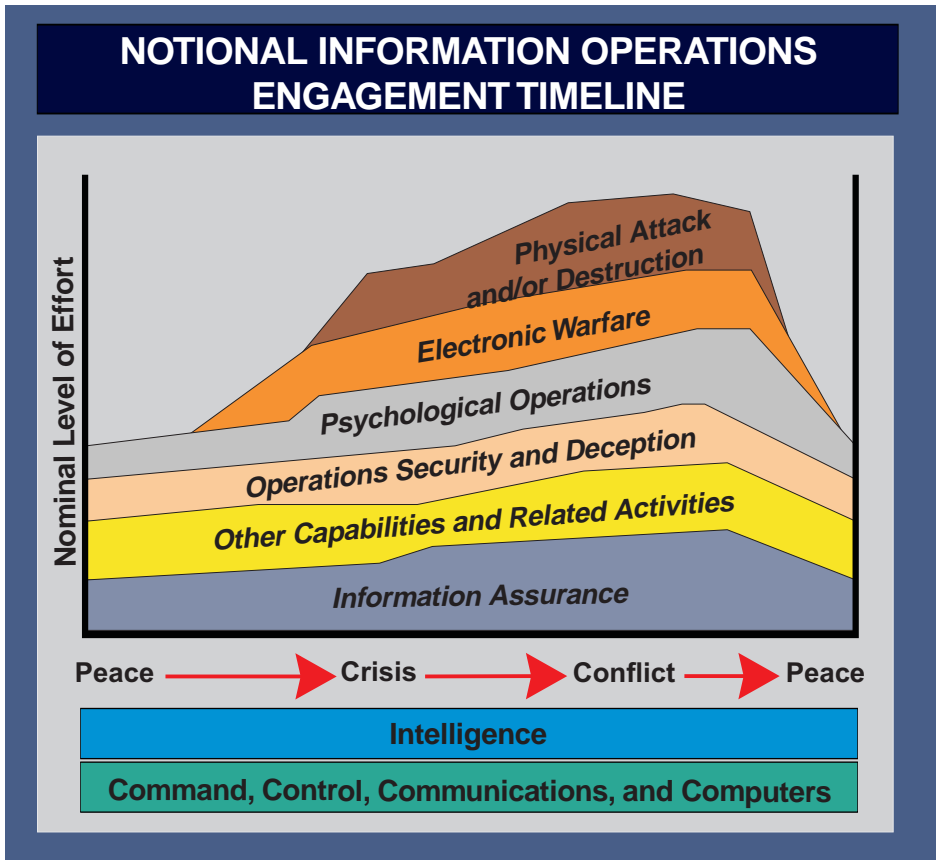 NOTIONAL INFORMATION OPERATIONS
ENGAGEMENT TIMELINE
Nominal Level of Effort
Physical Attack
and/or Destruction
Electronic Warfare
Psychological Operations
Operations Security and Deception
Other Capabilities and Related Activities
Information Assurance
Peace Crisis Conflict Peace
Intelligence
Command, Control, Communications, and Computers